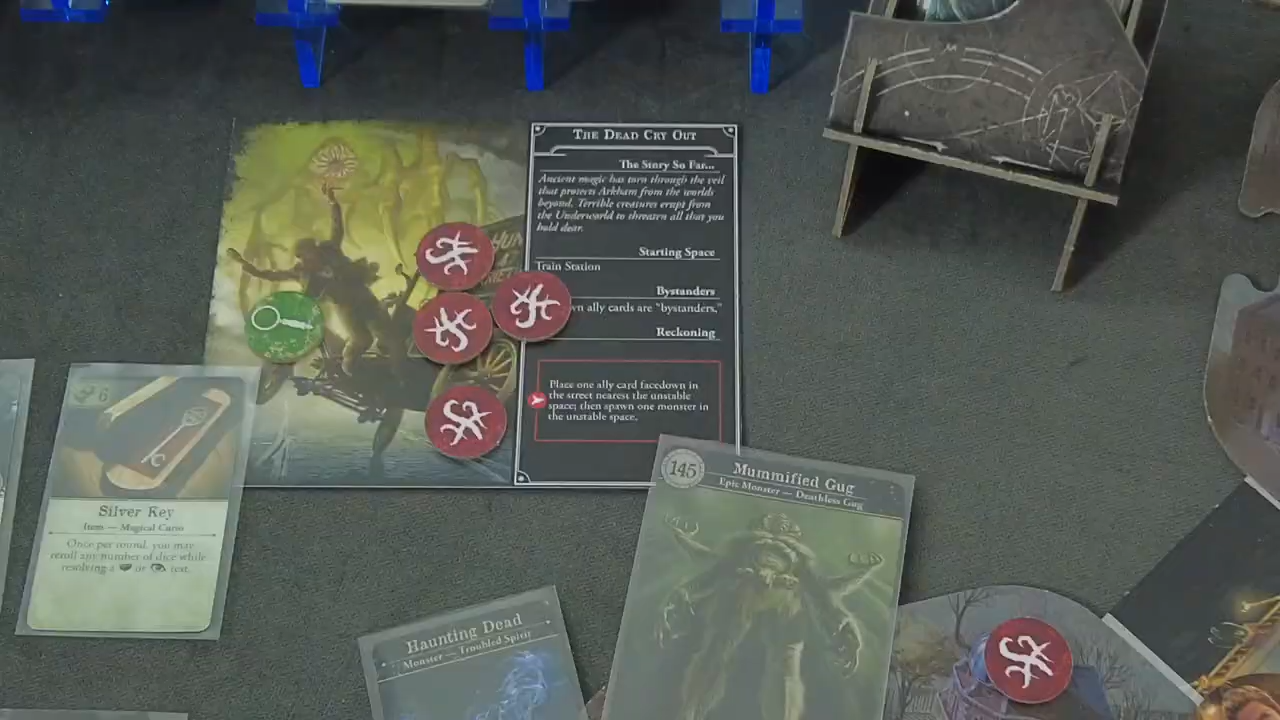 THE DEAD CRY OUT
The Story So Far...
Ancient magic has torn through the veil
that protects Arkham from the worlds
beyond. Terrible creatures erupt from
the Underworld to threaten all that you
hold dear.
Starting Space
Train Station
Bystanders
ally cards are "bystanders."
Reckoning
Place one ally card facedown in
the street nearest the unstable
space; then spawn one monster in
the unstable space.
6
Silver Key
Item — Magical Curio
Once per round, you may
reroll any number of dice while
resolving a or test.
145
Mummified Gug
Epic Monster — Deathless Gug
Haunting Dead
Monster — Troubled Spirit